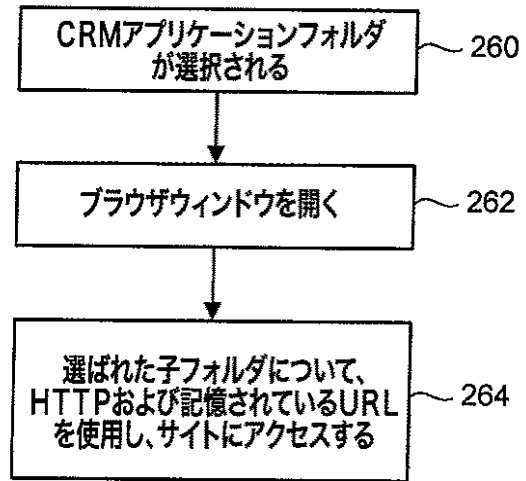 CRMアプリケーションフォルダ
が選択される
260
ブラウザウィンドウを開く
262
選ばれた子フォルダについて、
HTTPおよび記憶されているURL
を使用し、サイトにアクセスする
264